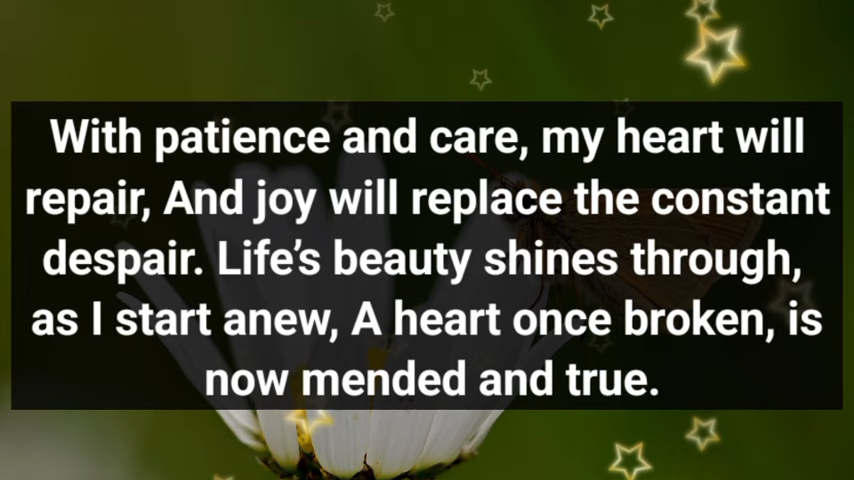 With patience and care, my heart will
repair, And joy will replace the constant
despair. Life’s beauty shines through,
as I start anew, A heart once broken, is
now mended and true.